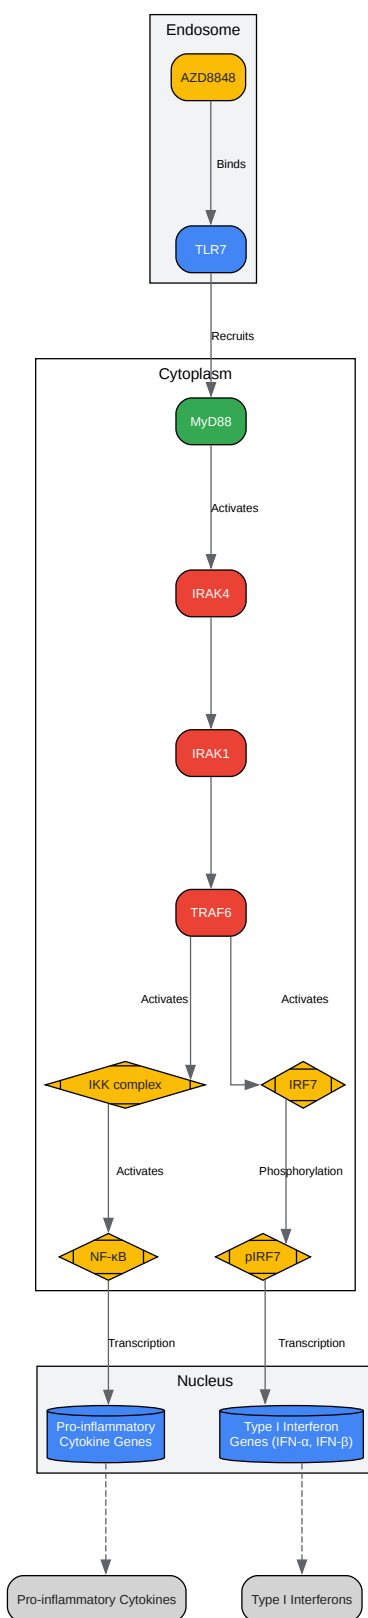 Endosome
AZD8848
Binds
TLR7
Recruits
Cytoplasm
MyD88
Activates
IRAK4
IRAK1
TRAF6
Activates
Activates
IKK complex
IRF7
Activates
Phosphorylation
NF-κB
pIRF7
Transcription
Transcription
Nucleus
Pro-inflammatory
Cytokine Genes
Type I Interferon
Genes (IFN-α, IFN-β)
Pro-inflammatory Cytokines
Type I Interferons